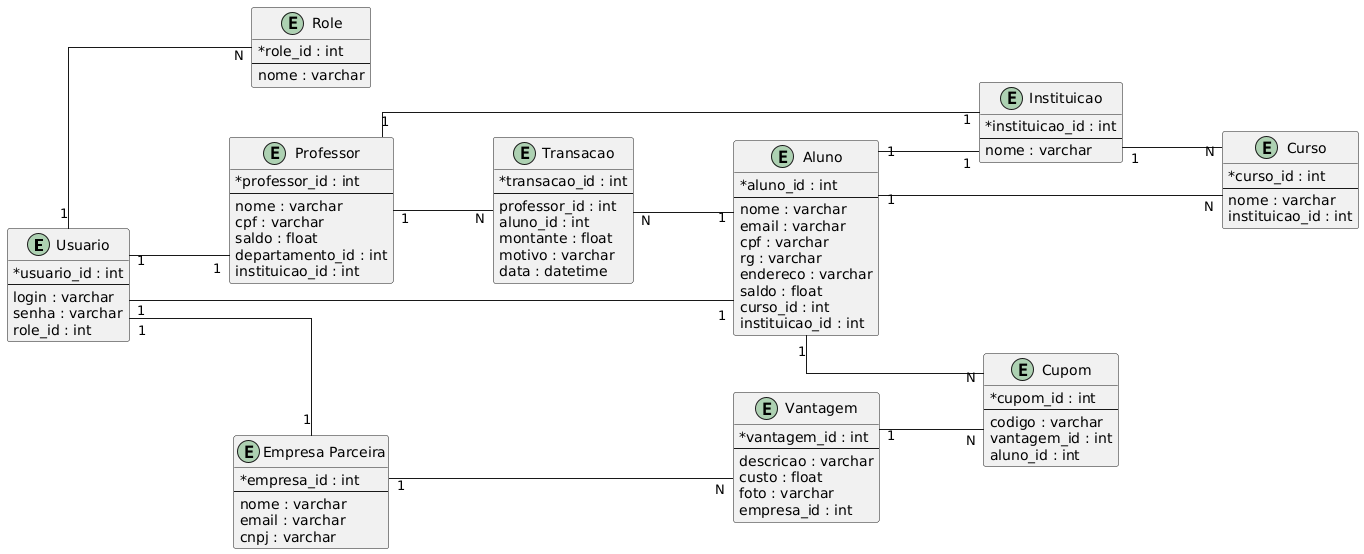 E Role
*role_id : int
nome : varchar
N
1
E Instituicao
*instituicao_id : int
nome : varchar
1
1
1
N
E Curso
*curso_id : int
nome : varchar
instituicao_id : int
E Professor
*professor_id : int
nome : varchar
cpf : varchar
saldo : float
departamento_id : int
instituicao_id : int
1
N
E Transacao
*transacao_id : int
professor_id : int
aluno_id : int
montante : float
motivo : varchar
data : datetime
N
1
E Aluno
*aluno_id : int
nome : varchar
email : varchar
cpf : varchar
rg : varchar
endereco : varchar
saldo : float
curso_id : int
instituicao_id : int
1
1
1
N
E Usuario
*usuario_id : int
login : varchar
senha : varchar
role_id : int
1
1
1
1
1
1
1
N
E Cupom
*cupom_id : int
codigo : varchar
vantagem_id : int
aluno_id : int
E Vantagem
*vantagem_id : int
descricao : varchar
custo : float
foto : varchar
empresa_id : int
1
N
E Empresa Parceira
*empresa_id : int
nome : varchar
email : varchar
cnpj : varchar
1
N